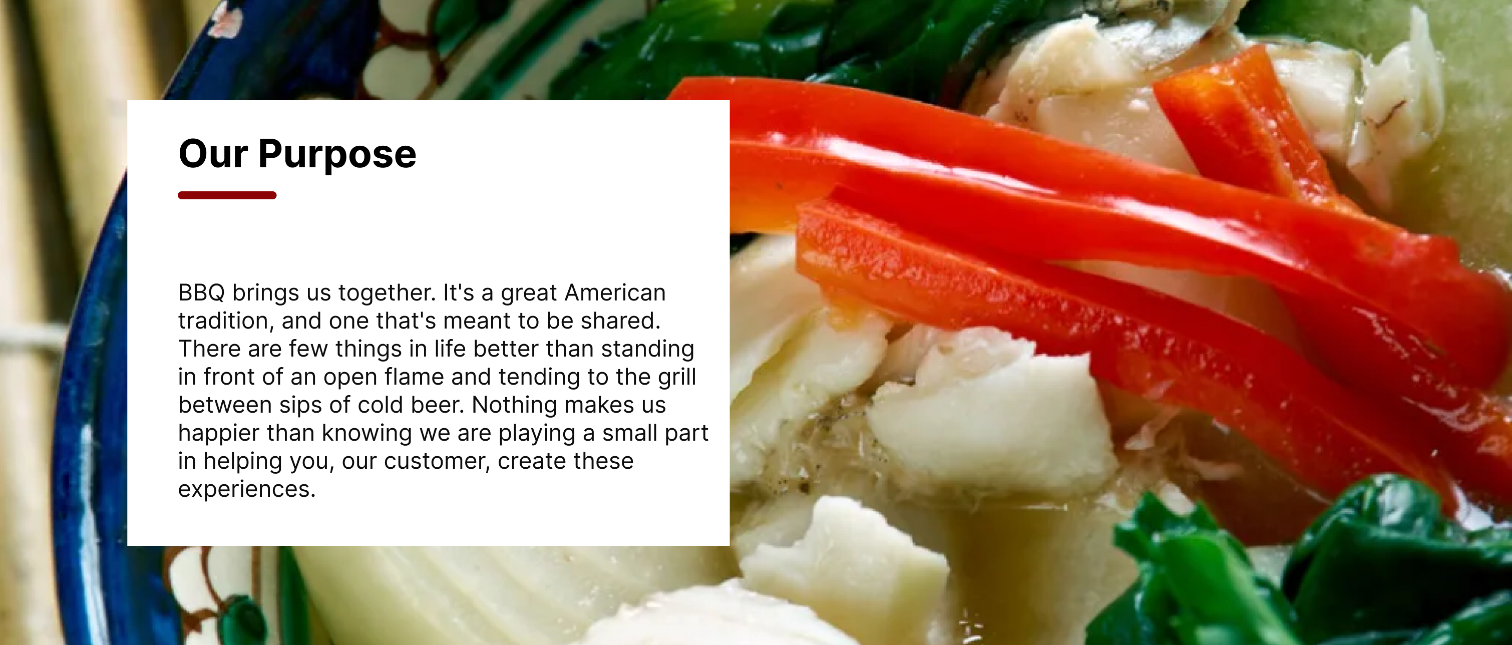 Our Purpose
BBQ brings us together. It's a great American
tradition, and one that's meant to be shared.
There are few things in life better than standing
in front of an open flame and tending to the grill
between sips of cold beer. Nothing makes us
happier than knowing we are playing a small part
in helping you, our customer, create these
experiences.